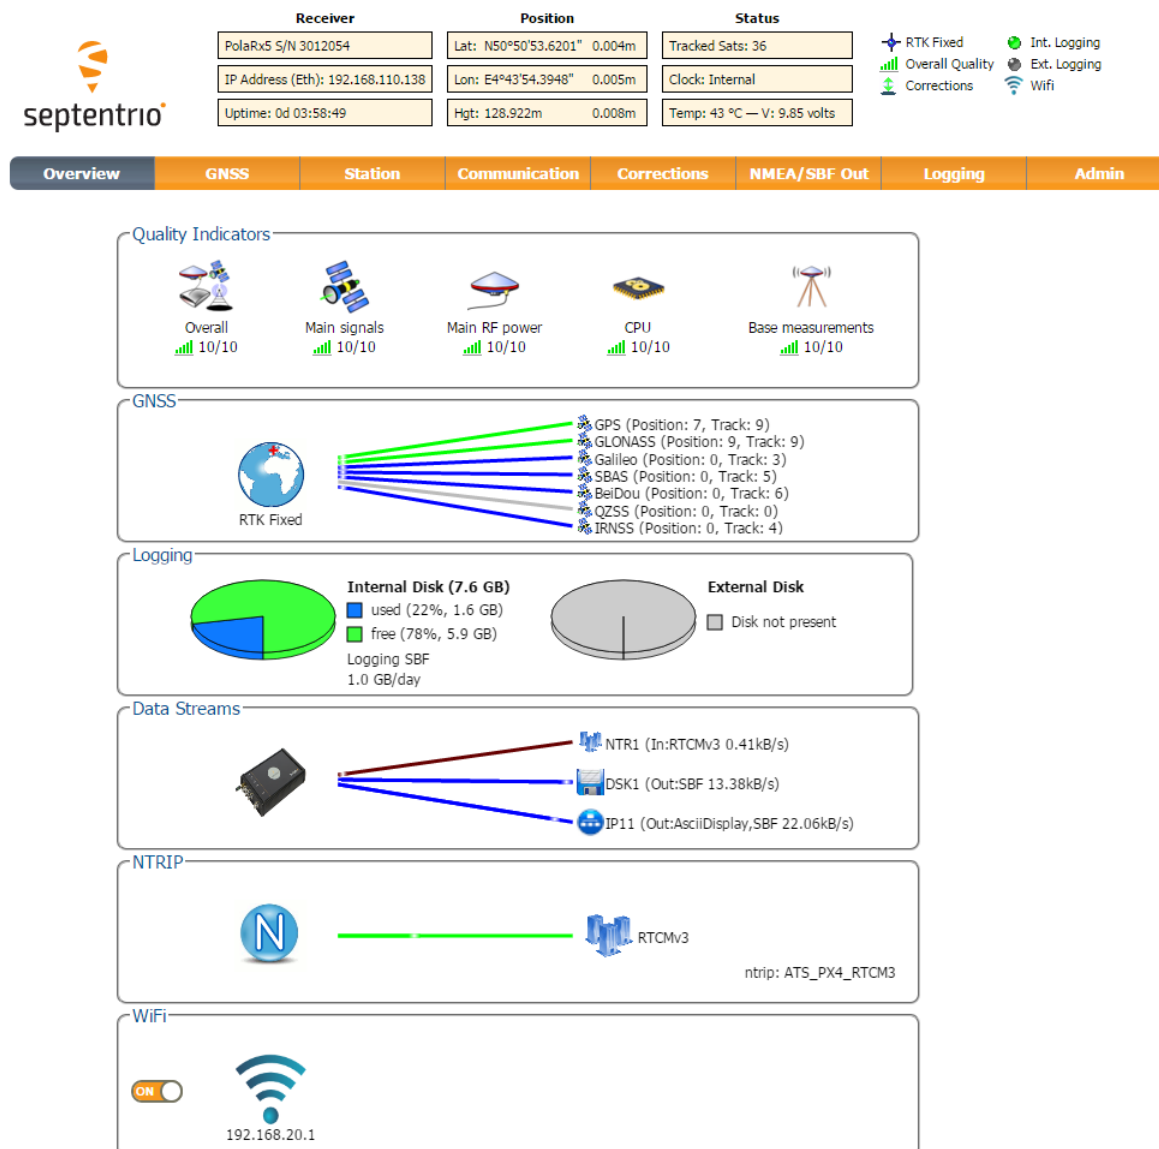 Receiver Position Status
PolaRx5 S/N 3012054 Lat: N50°50'53.6201" 0.004m Tracked Sats: 36 RTK Fixed Int. Logging
IP Address (Eth): 192.168.110.138 Lon: E4°43'54.3948" 0.005m Clock: Internal Overall Quality Ext. Logging
Uptime: 0d 03:58:49 Hgt: 128.922m 0.008m Temp: 43 °C — V: 9.85 volts Corrections Wifi
septentrio
Overview GNSS Station Communication Corrections NMEA/SBF Out Logging Admin
Quality Indicators
Overall Main signals Main RF power CPU Base measurements
10/10 10/10 10/10 10/10 10/10
GNSS
GPS (Position: 7, Track: 9)
GLONASS (Position: 9, Track: 9)
Galileo (Position: 0, Track: 3)
SBAS (Position: 0, Track: 5)
BeiDou (Position: 0, Track: 6)
QZSS (Position: 0, Track: 0)
IRNSS (Position: 0, Track: 4)
RTK Fixed
Logging
Internal Disk (7.6 GB)
used (22%, 1.6 GB)
free (78%, 5.9 GB)
Logging SBF
1.0 GB/day
External Disk
Disk not present
Data Streams
NTR1 (In:RTCMv3 0.41kB/s)
DSK1 (Out:SBF 13.38kB/s)
IP11 (Out:AsciiDisplay,SBF 22.06kB/s)
NTRIP
N
RTCMv3
ntrip: ATS_PX4_RTCM3
WiFi
ON
192.168.20.1